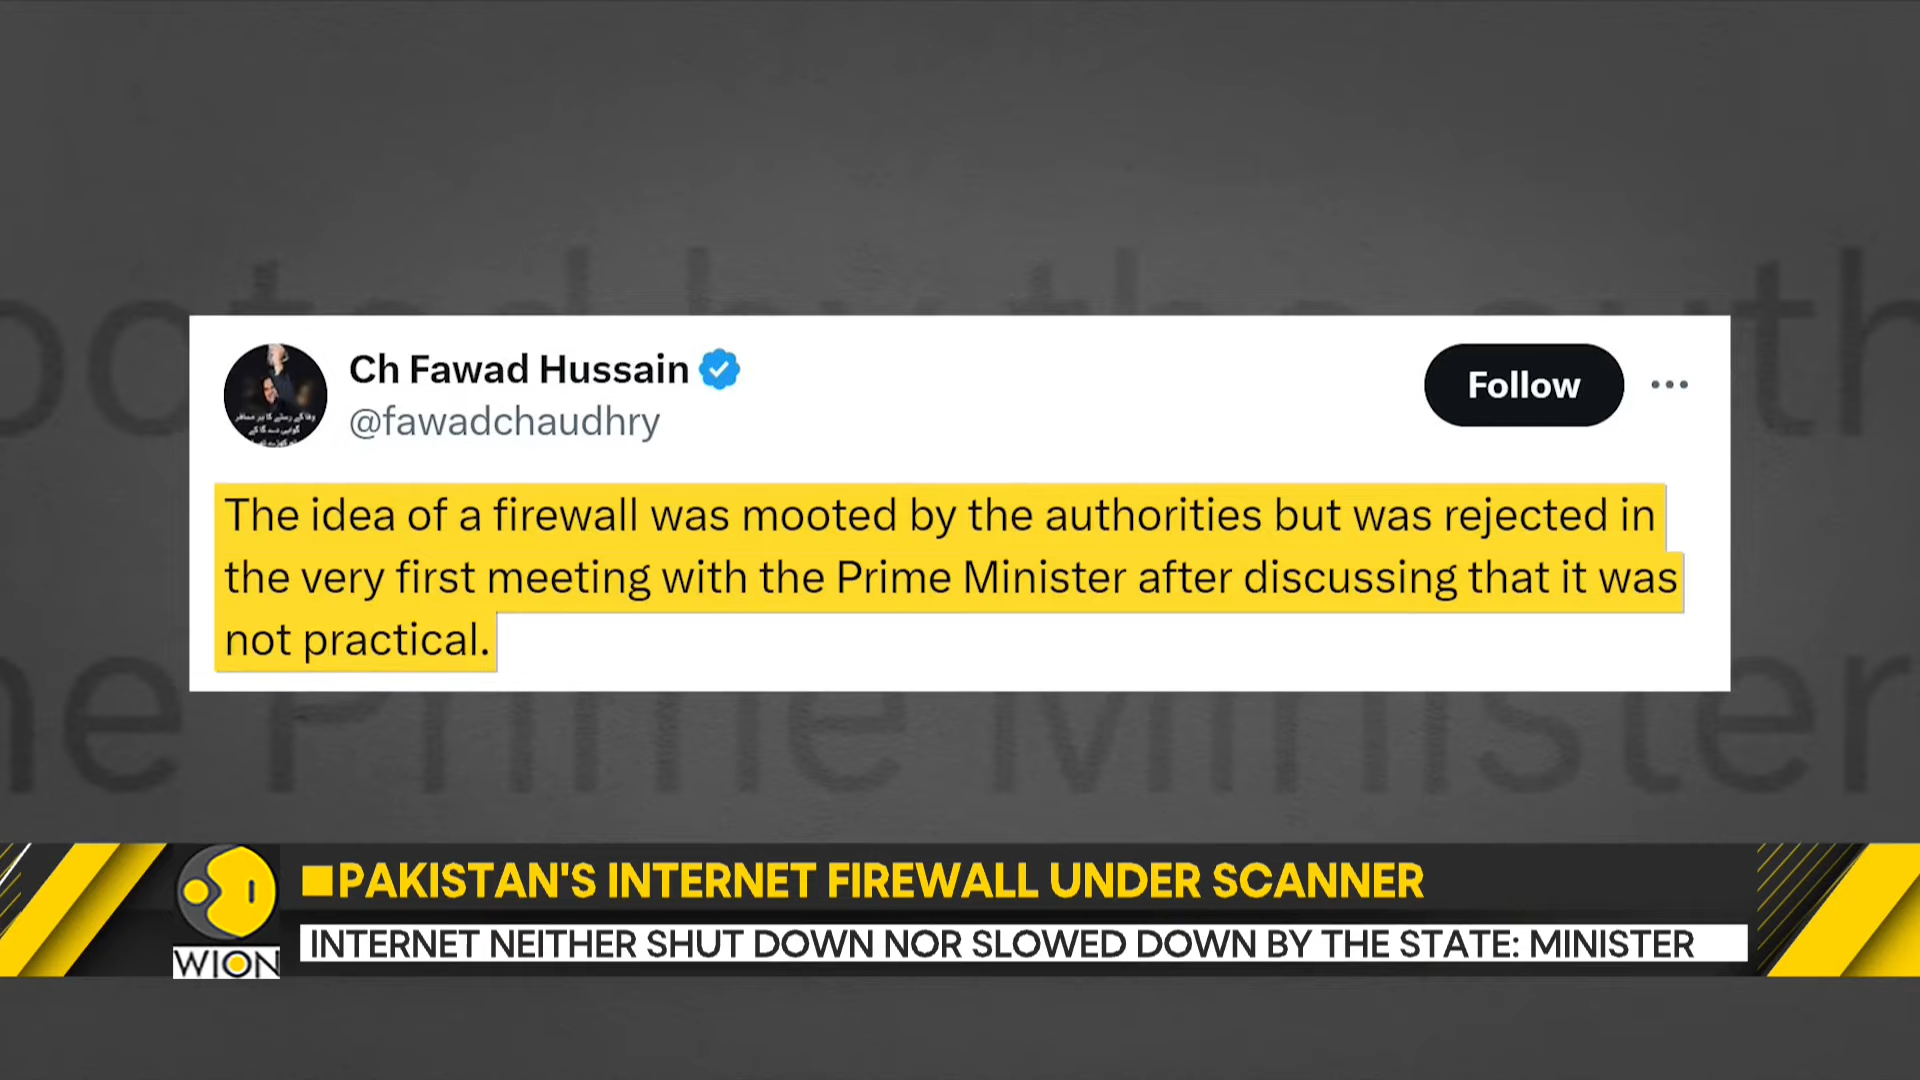 Ch Fawad Hussain
@fawadchaudhry
Follow
The idea of a firewall was mooted by the authorities but was rejected in
the very first meeting with the Prime Minister after discussing that it was
not practical.
PAKISTAN'S INTERNET FIREWALL UNDER SCANNER
INTERNET NEITHER SHUT DOWN NOR SLOWED DOWN BY THE STATE: MINISTER
WION